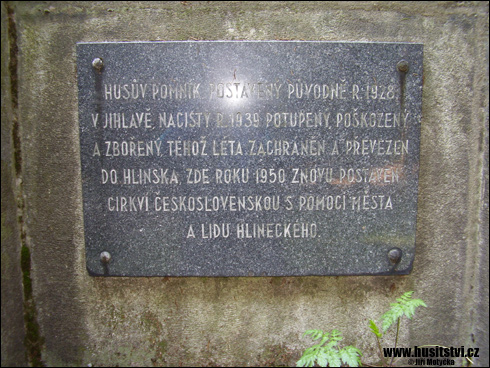 HUSŮV POMNÍK POSTAVENÝ PŮVODNĚ R. 1928.
V JIHLAVĚ, NACISTY R. 1939 POTUPENÝ, POŠKOZENÝ
A ZBOŘENÝ, TÉHOŽ LÉTA ZACHRÁNĚN A PŘEVEZEN
DO HLINSKA, ZDE ROKU 1950 ZNOVU POSTAVEN
CÍRKVÍ ČESKOSLOVENSKOU S POMOCÍ MĚSTA
A LIDU HLINECKÉHO.
www.husitstvi.cz
© Jiří Motyčka